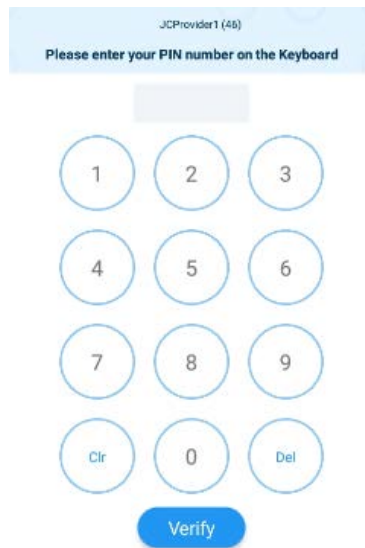 JCProvider1 (46)
Please enter your PIN number on the Keyboard
1 2 3
4 5 6
7 8 9
Clr 0 Del
Verify